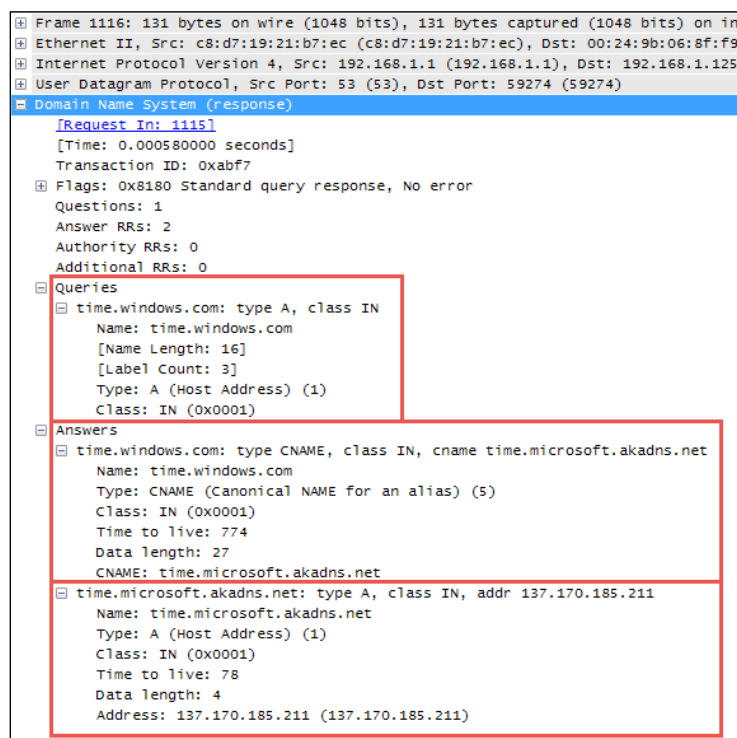 Frame 1116: 131 bytes on wire (1048 bits), 131 bytes captured (1048 bits) on in
Ethernet II, Src: c8:d7:19:21:b7:ec (c8:d7:19:21:b7:ec), Dst: 00:24:9b:06:8f:f9
Internet Protocol Version 4, Src: 192.168.1.1 (192.168.1.1), Dst: 192.168.1.125
User Datagram Protocol, Src Port: 53 (53), Dst Port: 59274 (59274)
Domain Name System (response)
[Request In: 1115]
[Time: 0.000580000 seconds]
Transaction ID: 0xabf7
Flags: 0x8180 Standard query response, No error
Questions: 1
Answer RRs: 2
Authority RRs: 0
Additional RRs: 0
Queries
time.windows.com: type A, class IN
Name: time.windows.com
[Name Length: 16]
[Label Count: 3]
Type: A (Host Address) (1)
Class: IN (0x0001)
Answers
time.windows.com: type CNAME, class IN, cname time.microsoft.akadns.net
Name: time.windows.com
Type: CNAME (Canonical NAME for an alias) (5)
Class: IN (0x0001)
Time to live: 774
Data length: 27
CNAME: time.microsoft.akadns.net
time.microsoft.akadns.net: type A, class IN, addr 137.170.185.211
Name: time.microsoft.akadns.net
Type: A (Host Address) (1)
Class: IN (0x0001)
Time to live: 78
Data length: 4
Address: 137.170.185.211 (137.170.185.211)